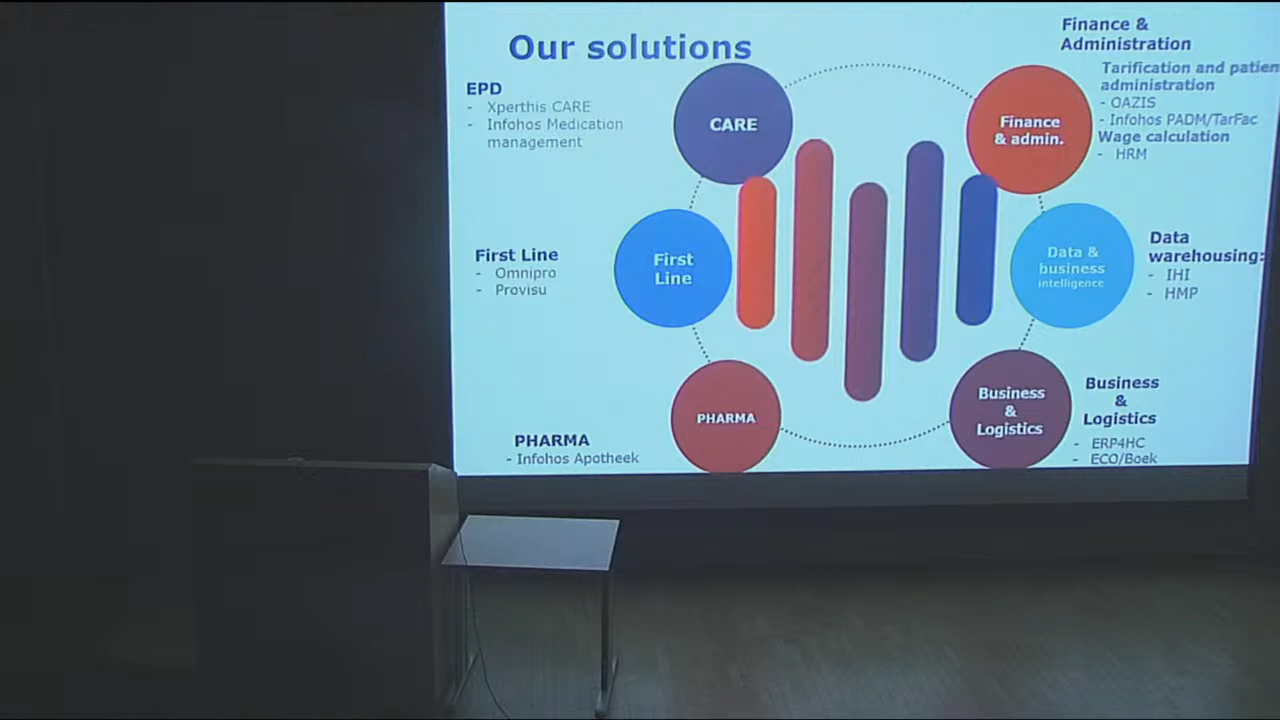 Our solutions
EPD
- Xperthis CARE
- Infohos Medication
management
CARE
Finance &
Administration
Tarification and patien
administration
- OAZIS
- Infohos PADM/TarFac
Wage calculation
- HRM
Finance
& admin.
First Line
- Omnipro
- Provisu
First
Line
Data &
business
intelligence
Data
warehousing:
- IHI
- HMP
PHARMA
- Infohos Apotheek
PHARMA
Business
&
Logistics
Business
&
Logistics
- ERP4HC
- ECO/Boek